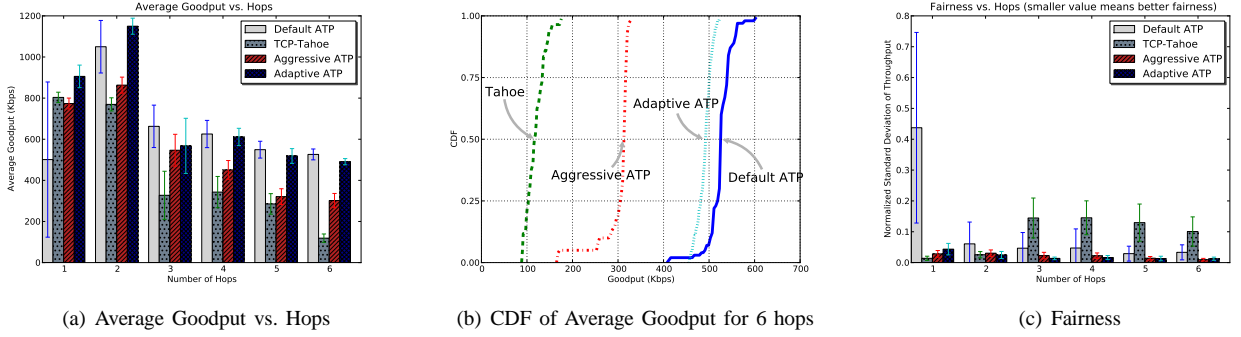 Average Goodput vs. Hops
1200
1000
800
600
400
200
0
Average Goodput (Kbps)
Default ATP
TCP-Tahoe
Aggressive ATP
Adaptive ATP
1 2 3 4 5 6
Number of Hops
(a) Average Goodput vs. Hops
1.00
0.75
0.50
0.25
0.00
CDF
Tahoe
Adaptive ATP
Aggressive ATP
Default ATP
0 100 200 300 400 500 600 700
Goodput (Kbps)
(b) CDF of Average Goodput for 6 hops
Fairness vs. Hops (smaller value means better fairness)
0.8
0.7
0.6
0.5
0.4
0.3
0.2
0.1
0.0
Normalized Standard Deviation of Throughput
Default ATP
TCP-Tahoe
Aggressive ATP
Adaptive ATP
1 2 3 4 5 6
Number of Hops
(c) Fairness